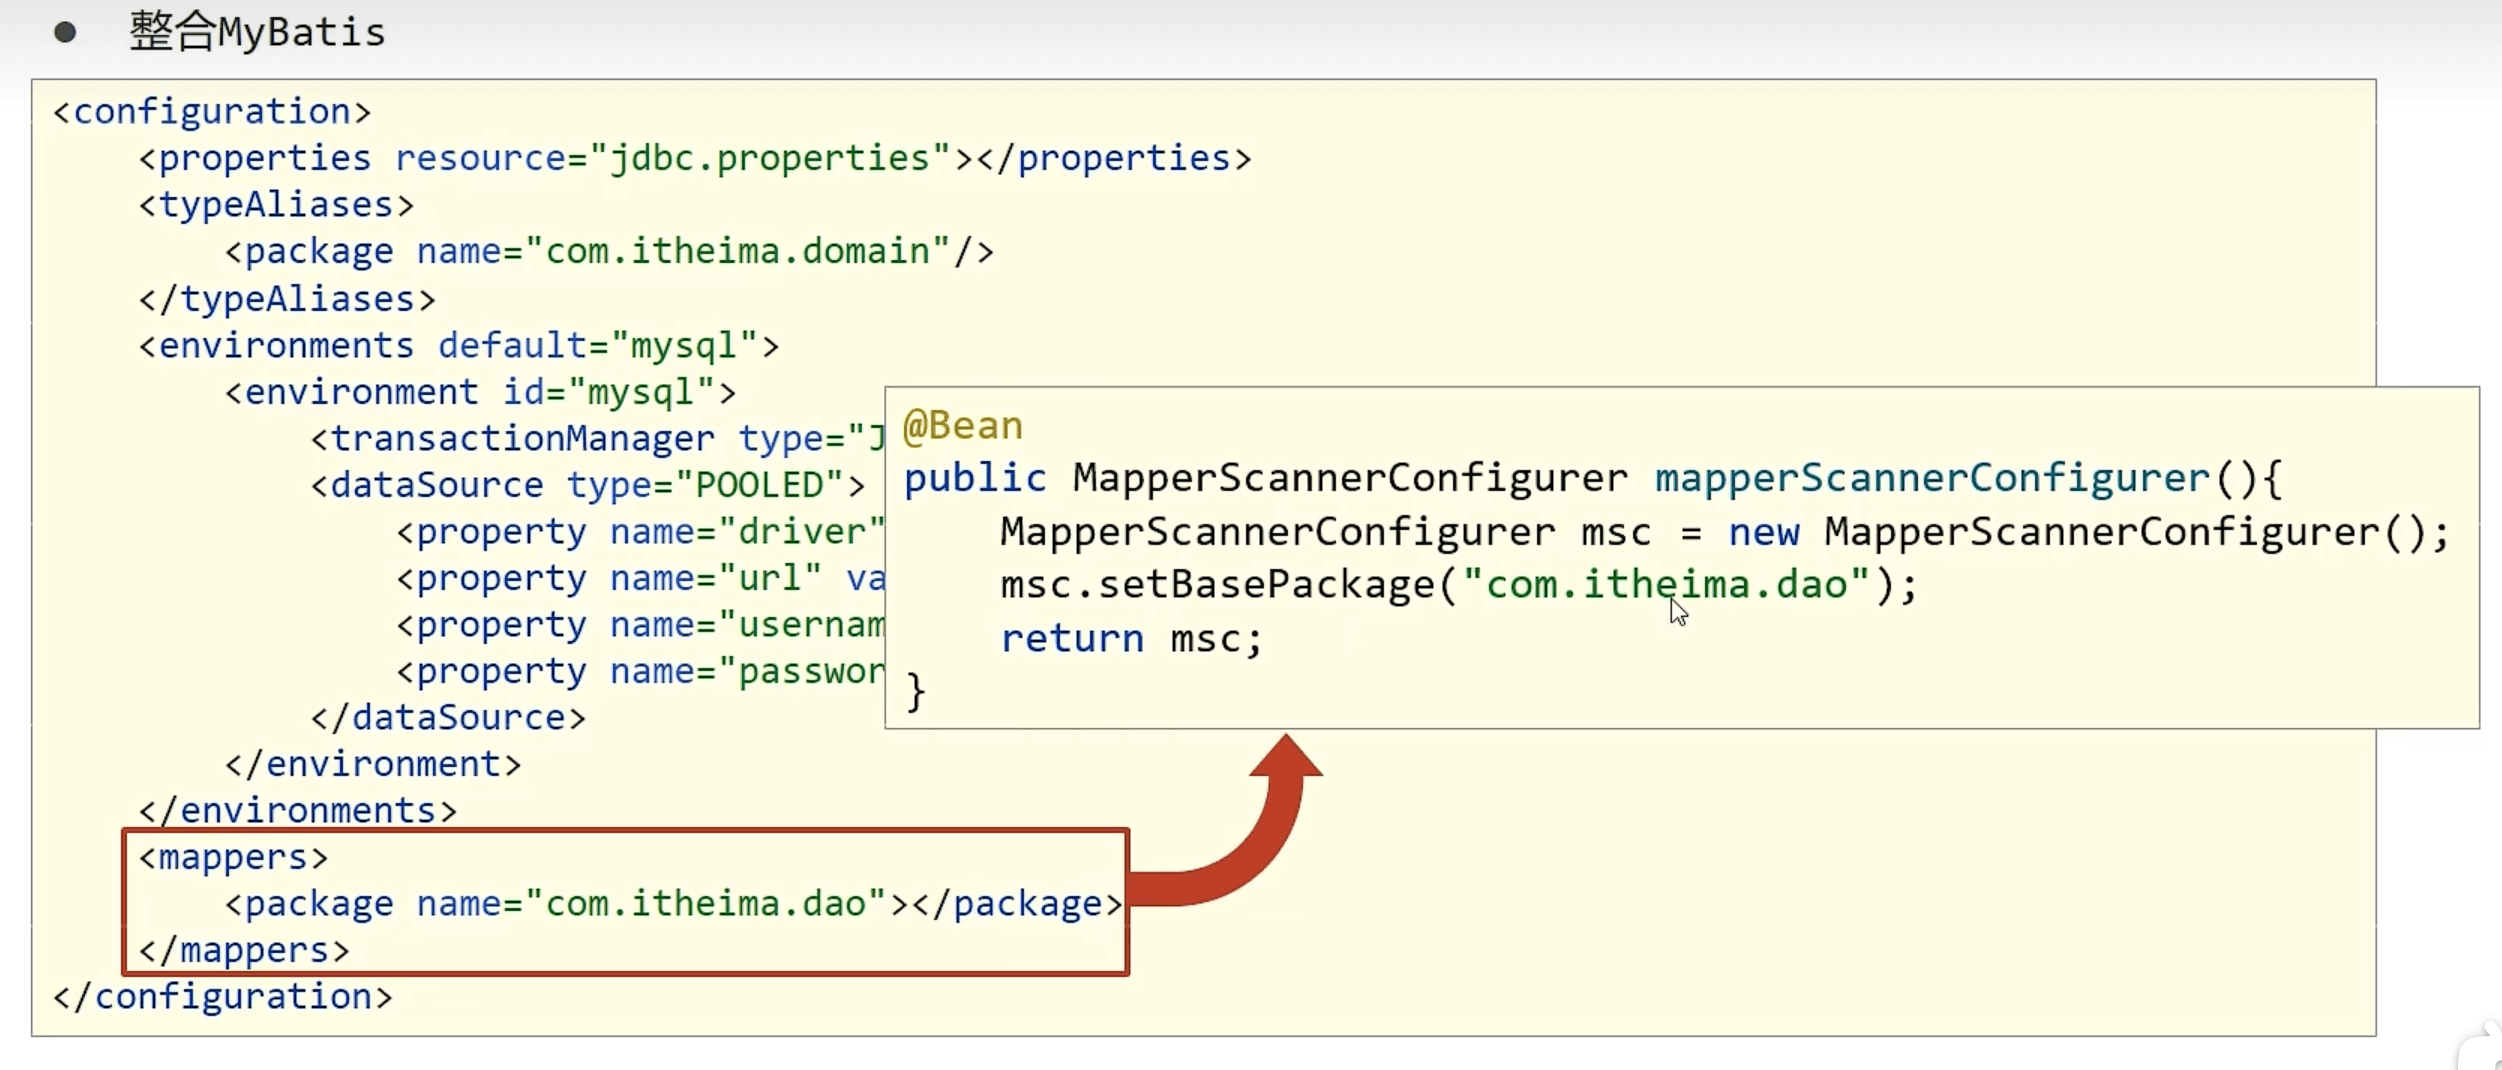 ● 整合MyBatis
<configuration>
    <properties resource="jdbc.properties"></properties>
    <typeAliases>
        <package name="com.itheima.domain"/>
    </typeAliases>
    <environments default="mysql">
        <environment id="mysql">
            <transactionManager type="J
            <dataSource type="POOLED">
                <property name="driver"
                <property name="url" va
                <property name="usernam
                <property name="passwor
            </dataSource>
        </environment>
    </environments>
    <mappers>
        <package name="com.itheima.dao"></package>
    </mappers>
</configuration>
@Bean
public MapperScannerConfigurer mapperScannerConfigurer(){
    MapperScannerConfigurer msc = new MapperScannerConfigurer();
    msc.setBasePackage("com.itheima.dao");
    return msc;
}